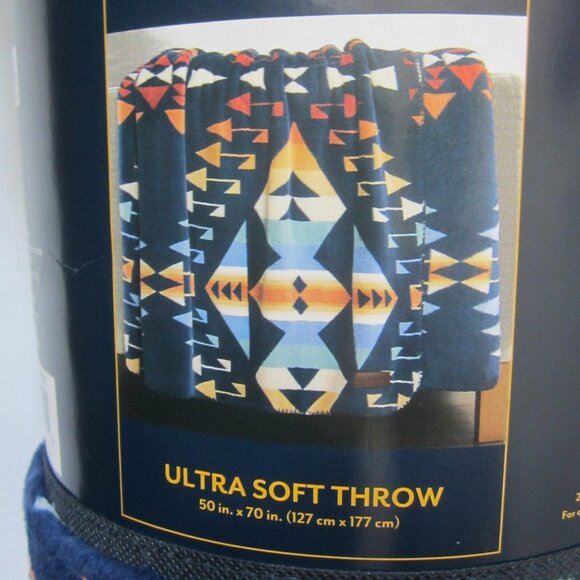 ULTRA SOFT THROW
50 in. x 70 in. (127 cm x 177 cm)